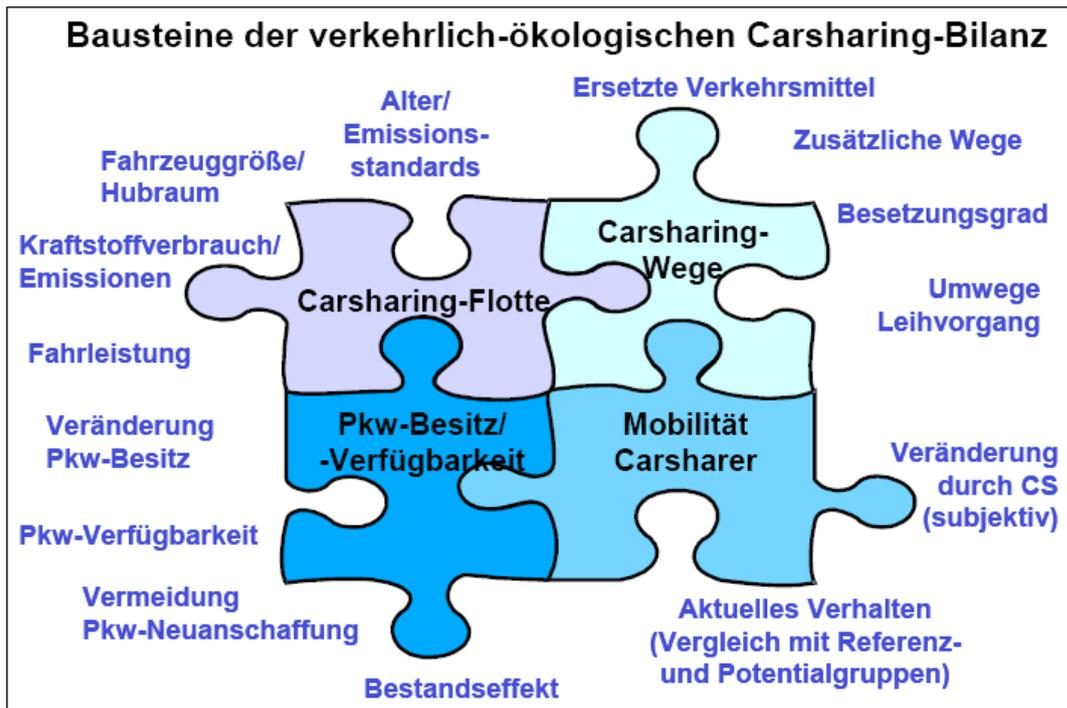 Bausteine der verkehrlich-ökologischen Carsharing-Bilanz
Alter/
Emissions-
standards
Fahrzeuggröße/
Hubraum
Kraftstoffverbrauch/
Emissionen
Fahrleistung
Carsharing-Flotte
Ersetzte Verkehrsmittel
Zusätzliche Wege
Besetzungsgrad
Umwege
Leihvorgang
Carsharing-
Wege
Veränderung
Pkw-Besitz
Pkw-Verfügbarkeit
Vermeidung
Pkw-Neuanschaffung
Bestandseffekt
Pkw-Besitz/
-Verfügbarkeit
Mobilität
Carsharer
Veränderung
durch CS
(subjektiv)
Aktuelles Verhalten
(Vergleich mit Referenz-
und Potentialgruppen)